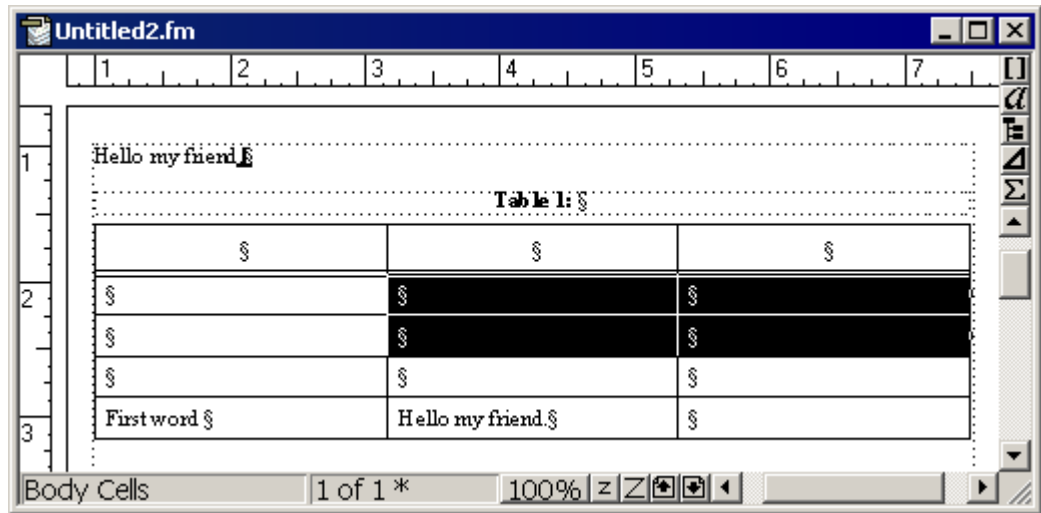 Untitled2.fm
1 2 3 4 5 6 7
1
Hello my friend.§
Table 1: §
§ § §
2
§ § §
§ § §
§ § §
First word § Hello my friend.§ §
3
Body Cells 1 of 1 * 100% z Z